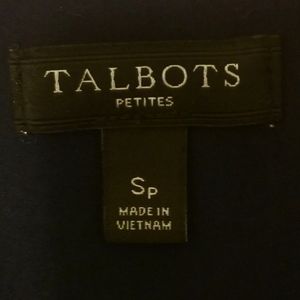 TALBOTS
PETITES
SP
MADE IN
VIETNAM